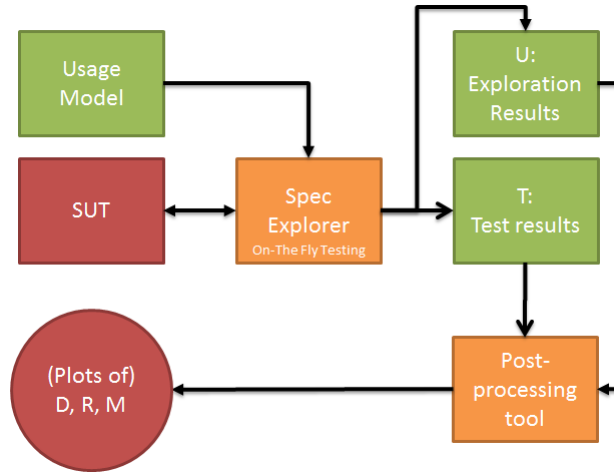 Usage
Model
U:
Exploration
Results
SUT
Spec
Explorer
On-The Fly Testing
T:
Test results
(Plots of)
D, R, M
Post-
processing
tool